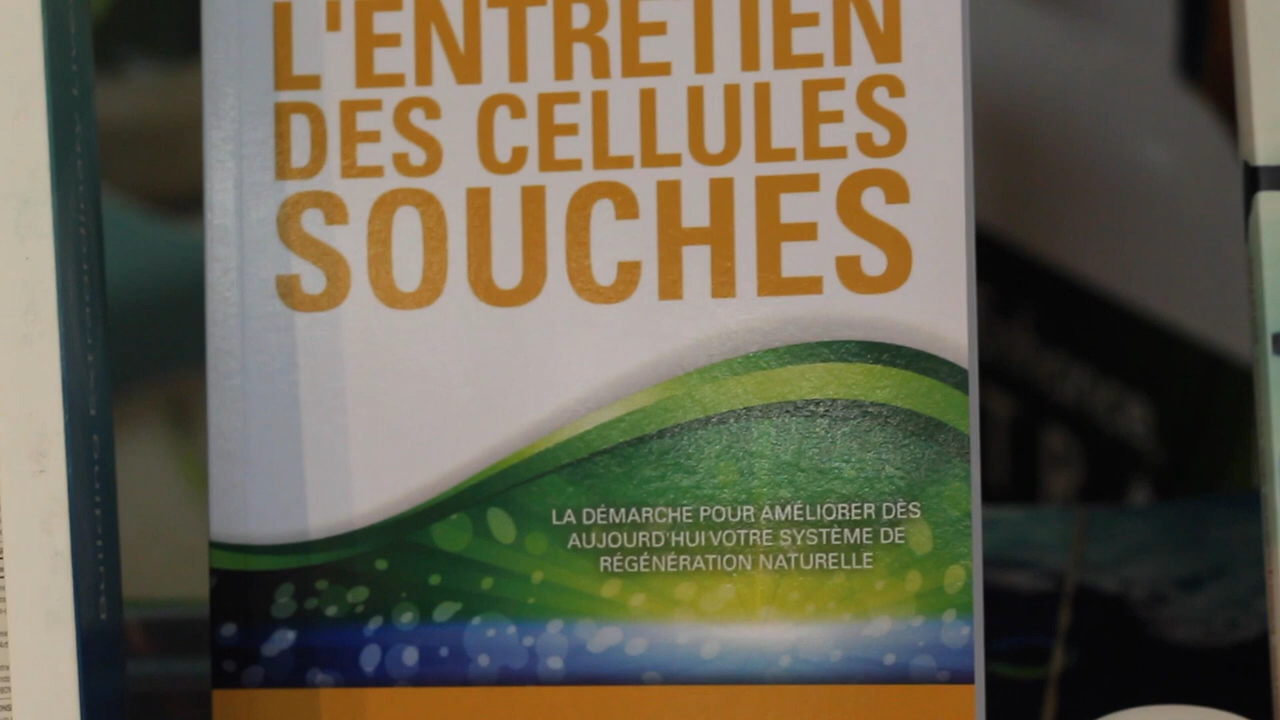 L'ENTRETIEN
DES CELLULES
SOUCHES
LA DÉMARCHE POUR AMÉLIORER DÈS
AUJOURD'HUI VOTRE SYSTÈME DE
RÉGÉNÉRATION NATURELLE